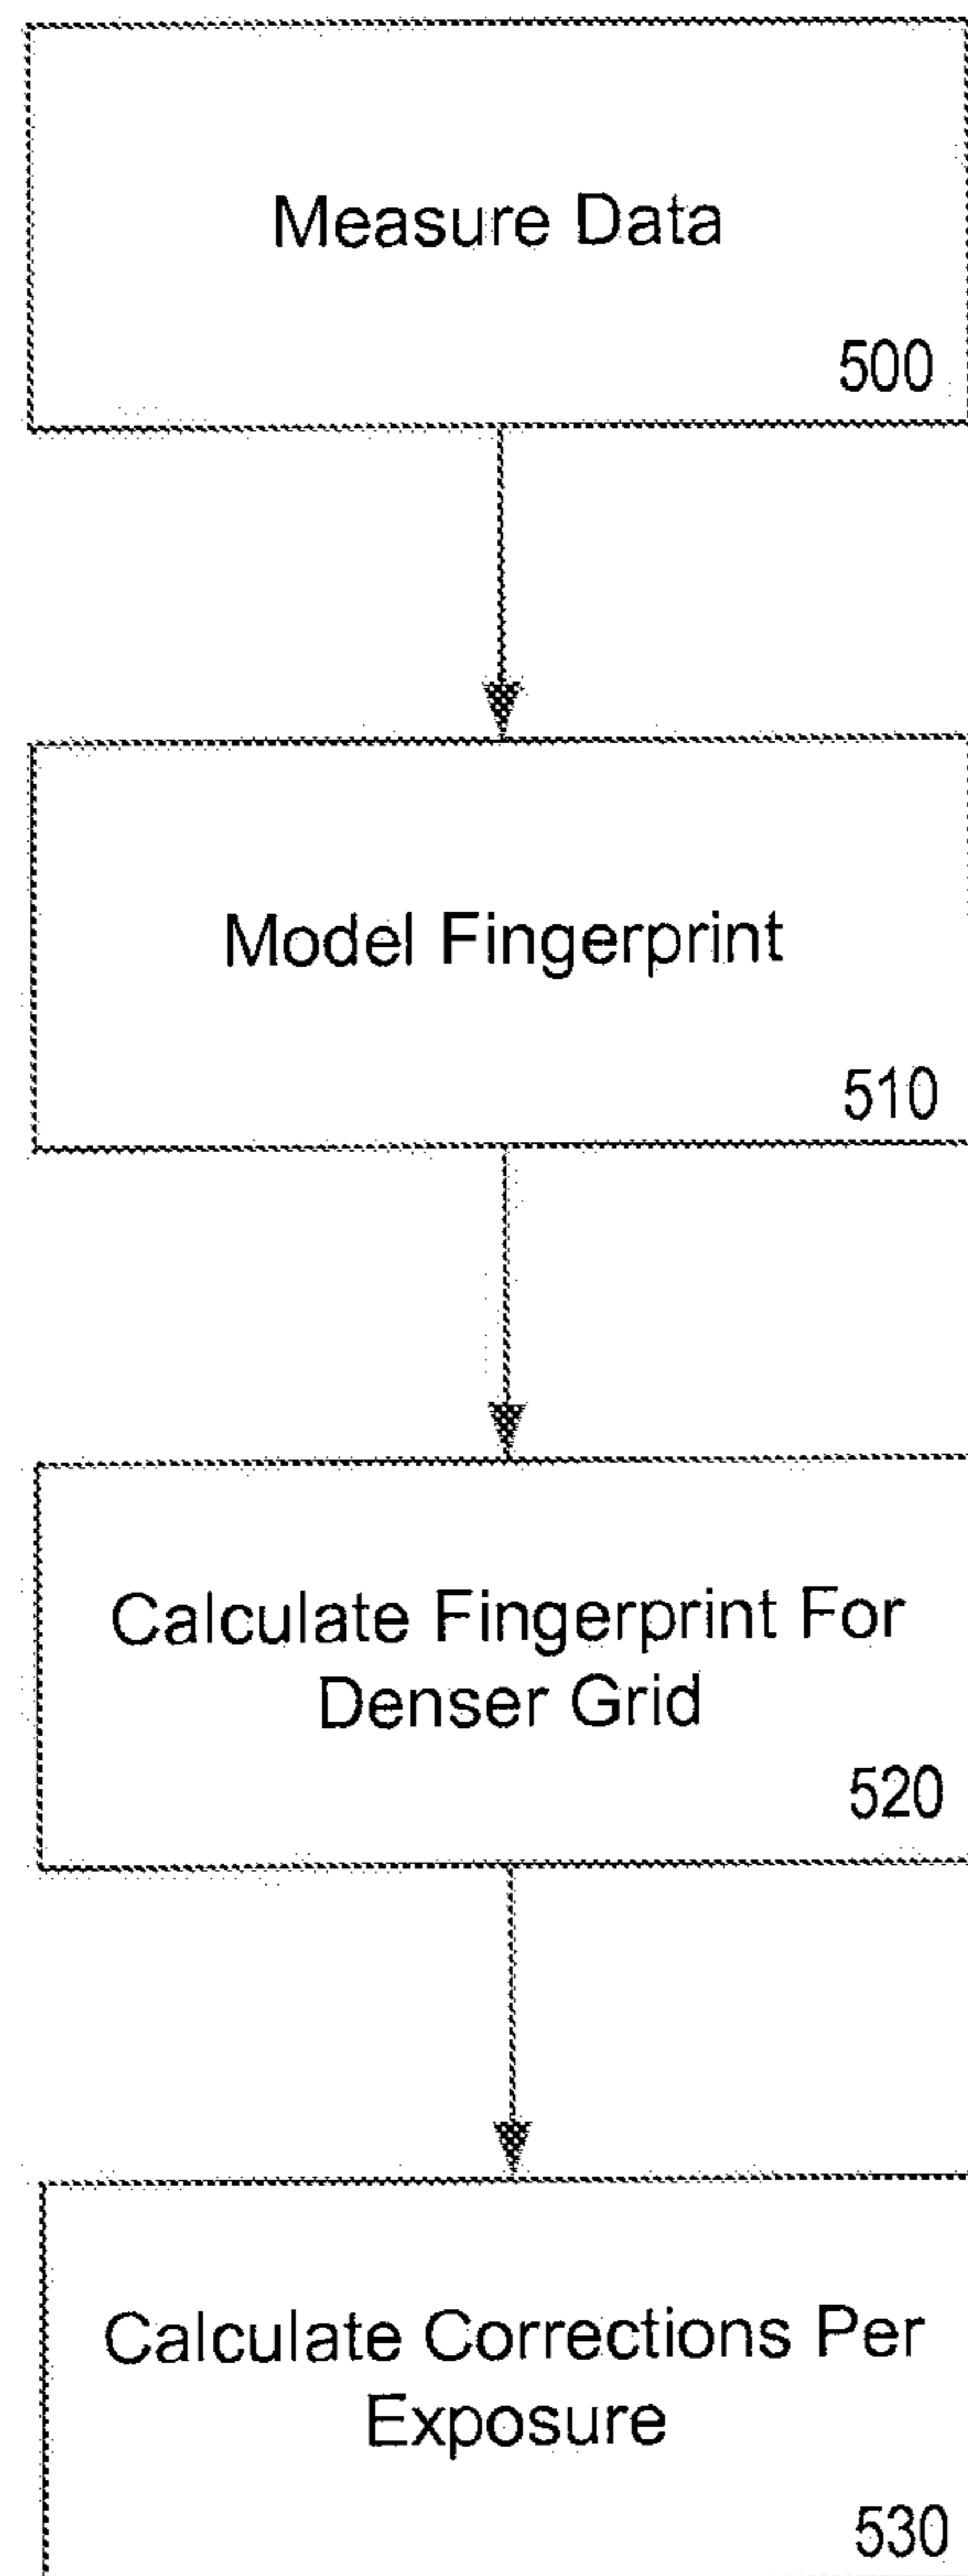 Measure Data
500
Model Fingerprint
510
Calculate Fingerprint For
Denser Grid
520
Calculate Corrections Per
Exposure
530